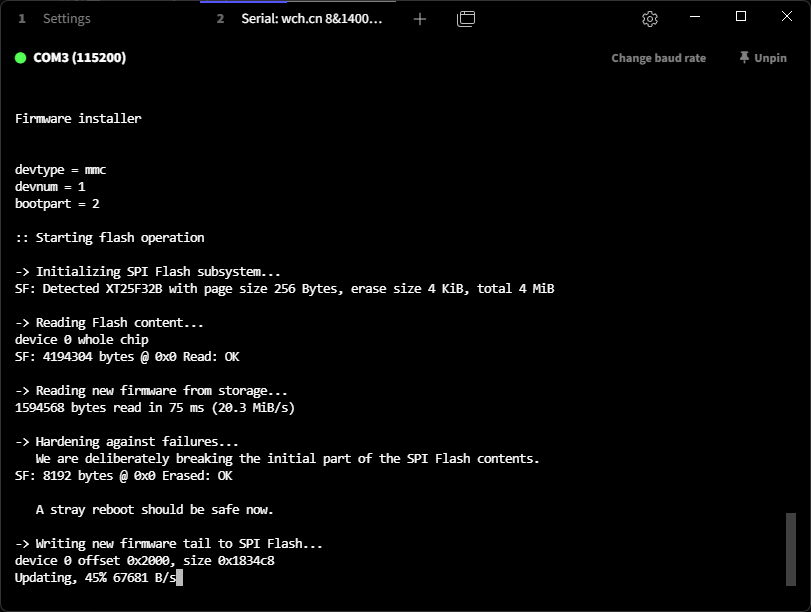 1 Settings 2 Serial: wch.cn 8&1400...
COM3 (115200) Change baud rate Unpin
Firmware installer
devtype = mmc
devnum = 1
bootpart = 2
:: Starting flash operation
-> Initializing SPI Flash subsystem...
SF: Detected XT25F32B with page size 256 Bytes, erase size 4 KiB, total 4 MiB
-> Reading Flash content...
device 0 whole chip
SF: 4194304 bytes @ 0x0 Read: OK
-> Reading new firmware from storage...
1594568 bytes read in 75 ms (20.3 MiB/s)
-> Hardening against failures...
We are deliberately breaking the initial part of the SPI Flash contents.
SF: 8192 bytes @ 0x0 Erased: OK
A stray reboot should be safe now.
-> Writing new firmware tail to SPI Flash...
device 0 offset 0x2000, size 0x1834c8
Updating, 45% 67681 B/s